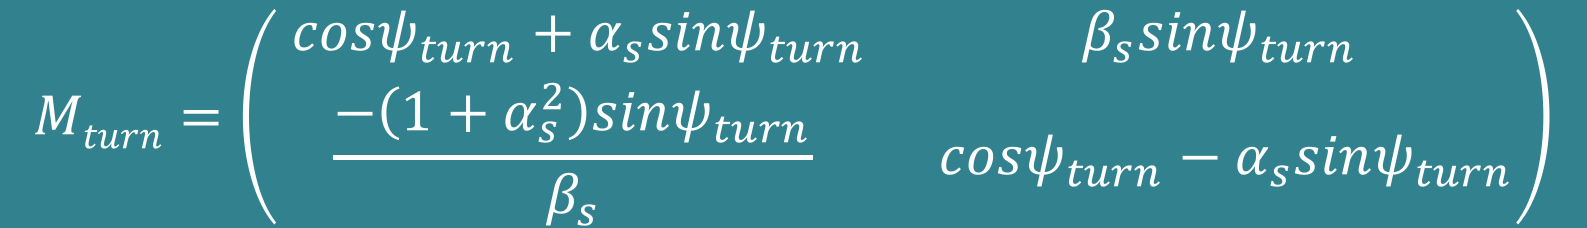 M_turn = ( cosψ_turn + α_s sinψ_turn β_s sinψ_turn
−(1 + α_s^2)sinψ_turn / β_s cosψ_turn − α_s sinψ_turn )